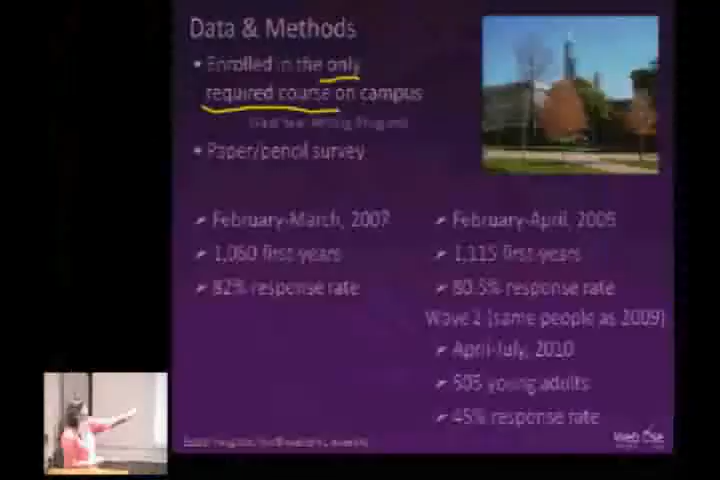 Data & Methods
• Enrolled in the only
required course on campus
• Paper/pencil survey
➢ February-March, 2007
➢ 1,060 first years
➢ 82% response rate
➢ February-April,
➢ 1,115 first years
➢ 80.5% response rate
Wave 2 (same people as 2009)
➢ April-July, 2010
➢ 505 young adults
➢ 45% response rate
Web Use